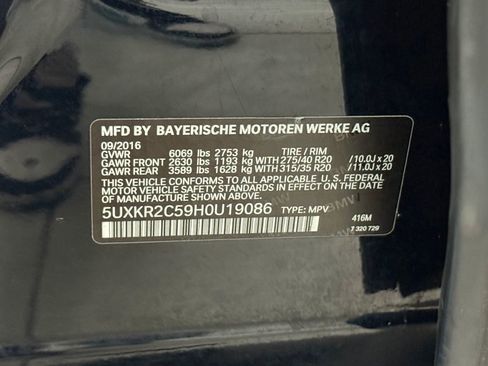 MFD BY BAYERISCHE MOTOREN WERKE AG
09/2016
GVWR 6069 lbs 2753 kg TIRE / RIM
GAWR FRONT 2630 lbs 1193 kg WITH 275/40 R20 /10.0J x 20
GAWR REAR 3589 lbs 1628 kg WITH 315/35 R20 /11.0J x 20
THIS VEHICLE CONFORMS TO ALL APPLICABLE U.S. FEDERAL
MOTOR VEHICLE SAFETY STANDARDS IN EFFECT ON THE DATE
OF MANUFACTURE SHOWN ABOVE.
5UXKR2C59H0U19086 TYPE: MPV 416M
7 320 729